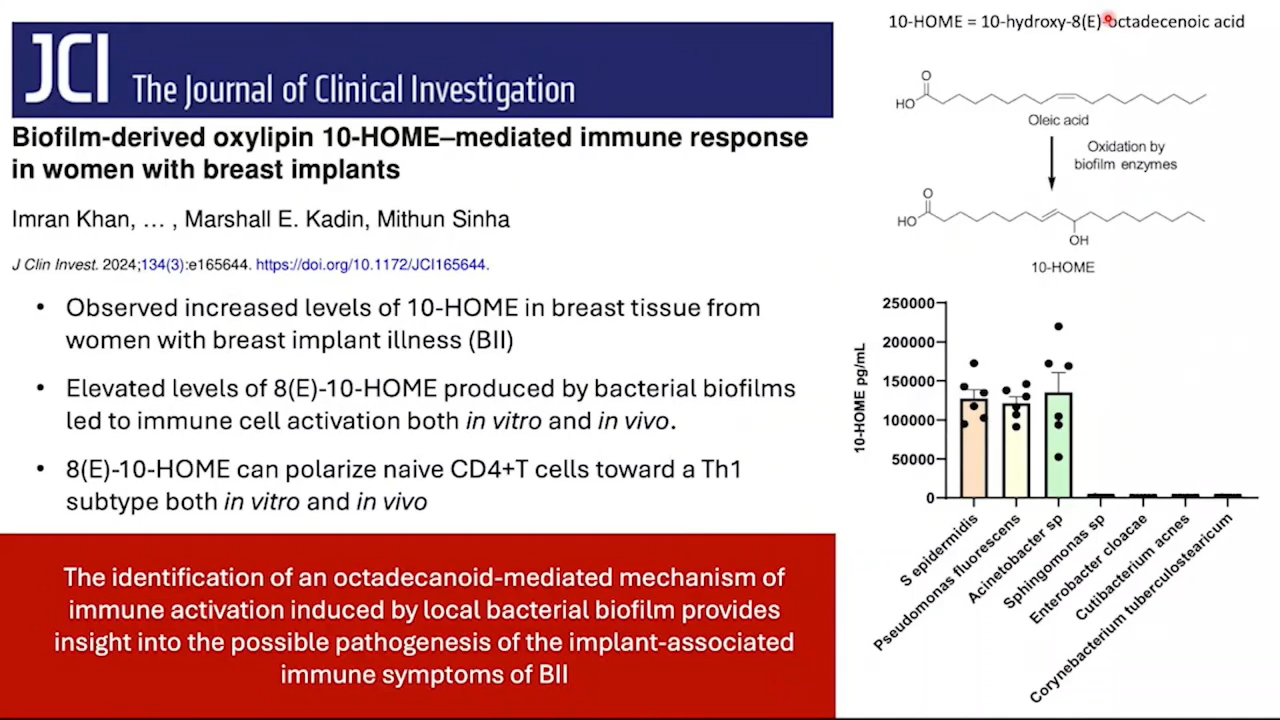 JCI The Journal of Clinical Investigation
Biofilm-derived oxylipin 10-HOME–mediated immune response
in women with breast implants
Imran Khan, … , Marshall E. Kadin, Mithun Sinha
J Clin Invest. 2024;134(3):e165644. https://doi.org/10.1172/JCI165644.
• Observed increased levels of 10-HOME in breast tissue from
women with breast implant illness (BII)
• Elevated levels of 8(E)-10-HOME produced by bacterial biofilms
led to immune cell activation both in vitro and in vivo.
• 8(E)-10-HOME can polarize naive CD4+T cells toward a Th1
subtype both in vitro and in vivo
The identification of an octadecanoid-mediated mechanism of
immune activation induced by local bacterial biofilm provides
insight into the possible pathogenesis of the implant-associated
immune symptoms of BII
10-HOME = 10-hydroxy-8(E)-octadecenoic acid
O
HO
Oleic acid
Oxidation by
biofilm enzymes
O
HO
OH
10-HOME
10-HOME pg/mL
250000
200000
150000
100000
50000
0
S epidermidis
Pseudomonas fluorescens
Acinetobacter sp
Sphingomonas sp
Enterobacter cloacae
Cutibacterium acnes
Corynebacterium tuberculostearicum